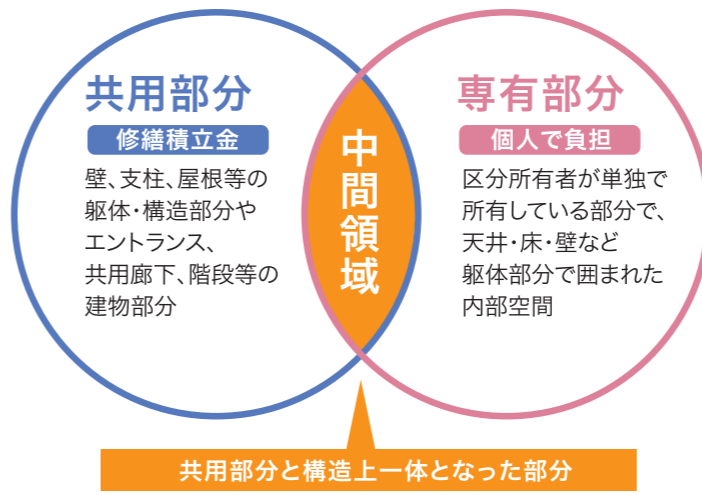 共用部分
修繕積立金
壁、支柱、屋根等の
躯体・構造部分や
エントランス、
共用廊下、階段等の
建物部分
中間領域
専有部分
個人で負担
区分所有者が単独で
所有している部分で、
天井・床・壁など
躯体部分で囲まれた
内部空間
共用部分と構造上一体となった部分